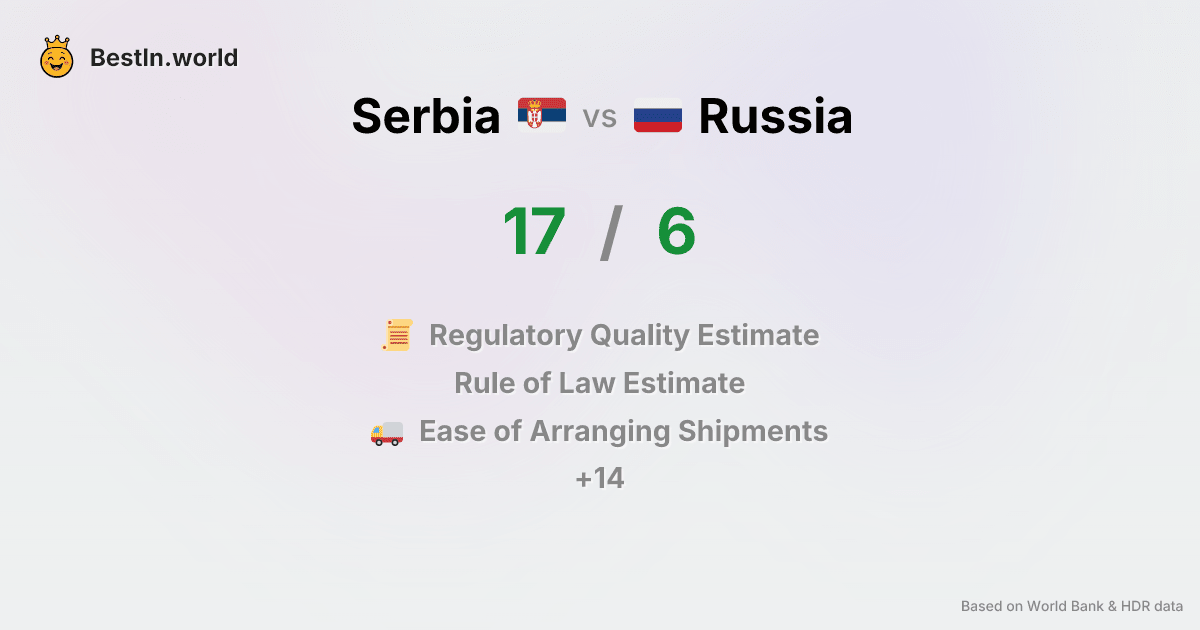 BestIn.world
Serbia vs Russia
17 / 6
Regulatory Quality Estimate
Rule of Law Estimate
Ease of Arranging Shipments
+14
Based on World Bank & HDR data